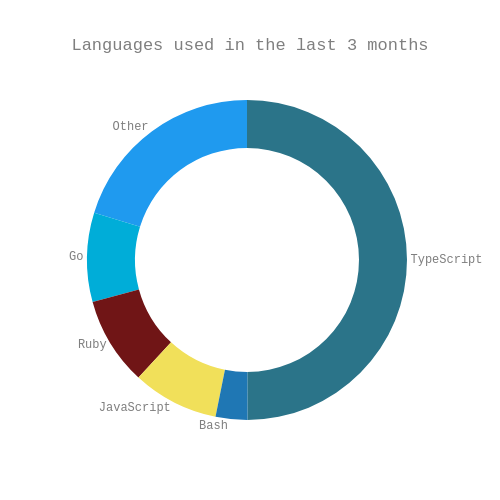 Languages used in the last 3 months
Other
TypeScript
Go
Ruby
JavaScript
Bash